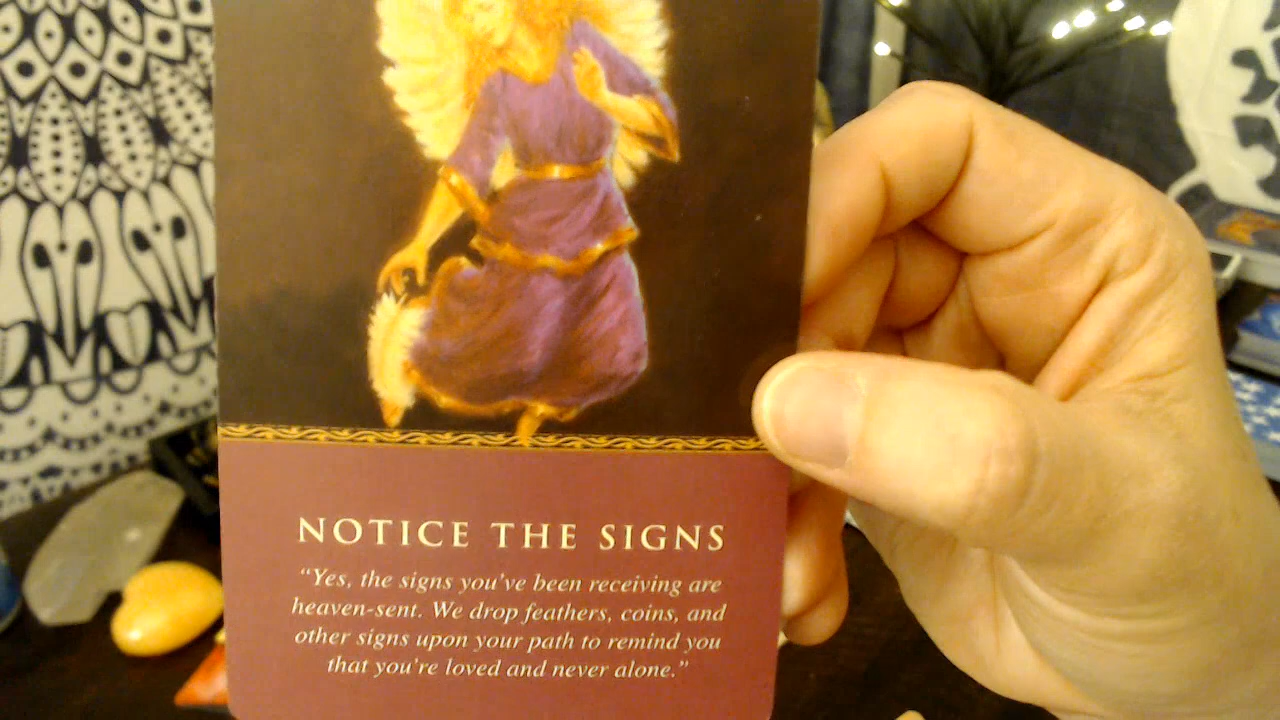 NOTICE THE SIGNS
“Yes, the signs you’ve been receiving are
heaven-sent. We drop feathers, coins, and
other signs upon your path to remind you
that you’re loved and never alone.”